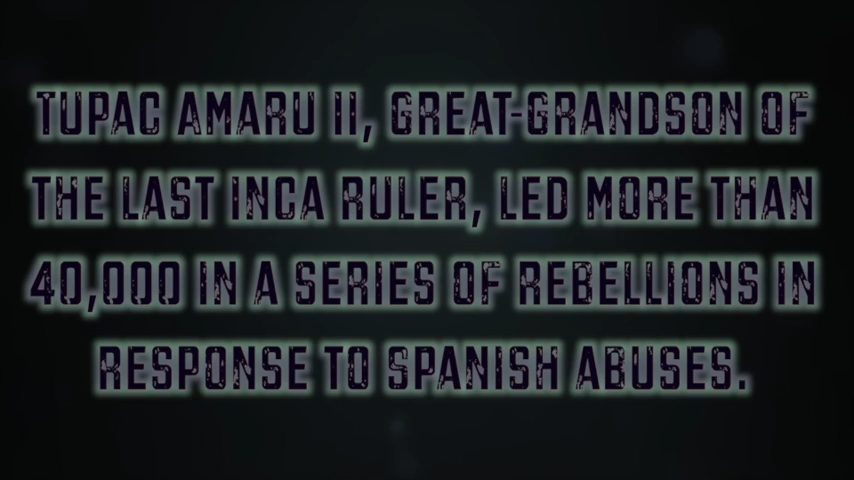 TUPAC AMARU II, GREAT-GRANDSON OF
THE LAST INCA RULER, LED MORE THAN
40,000 IN A SERIES OF REBELLIONS IN
RESPONSE TO SPANISH ABUSES.